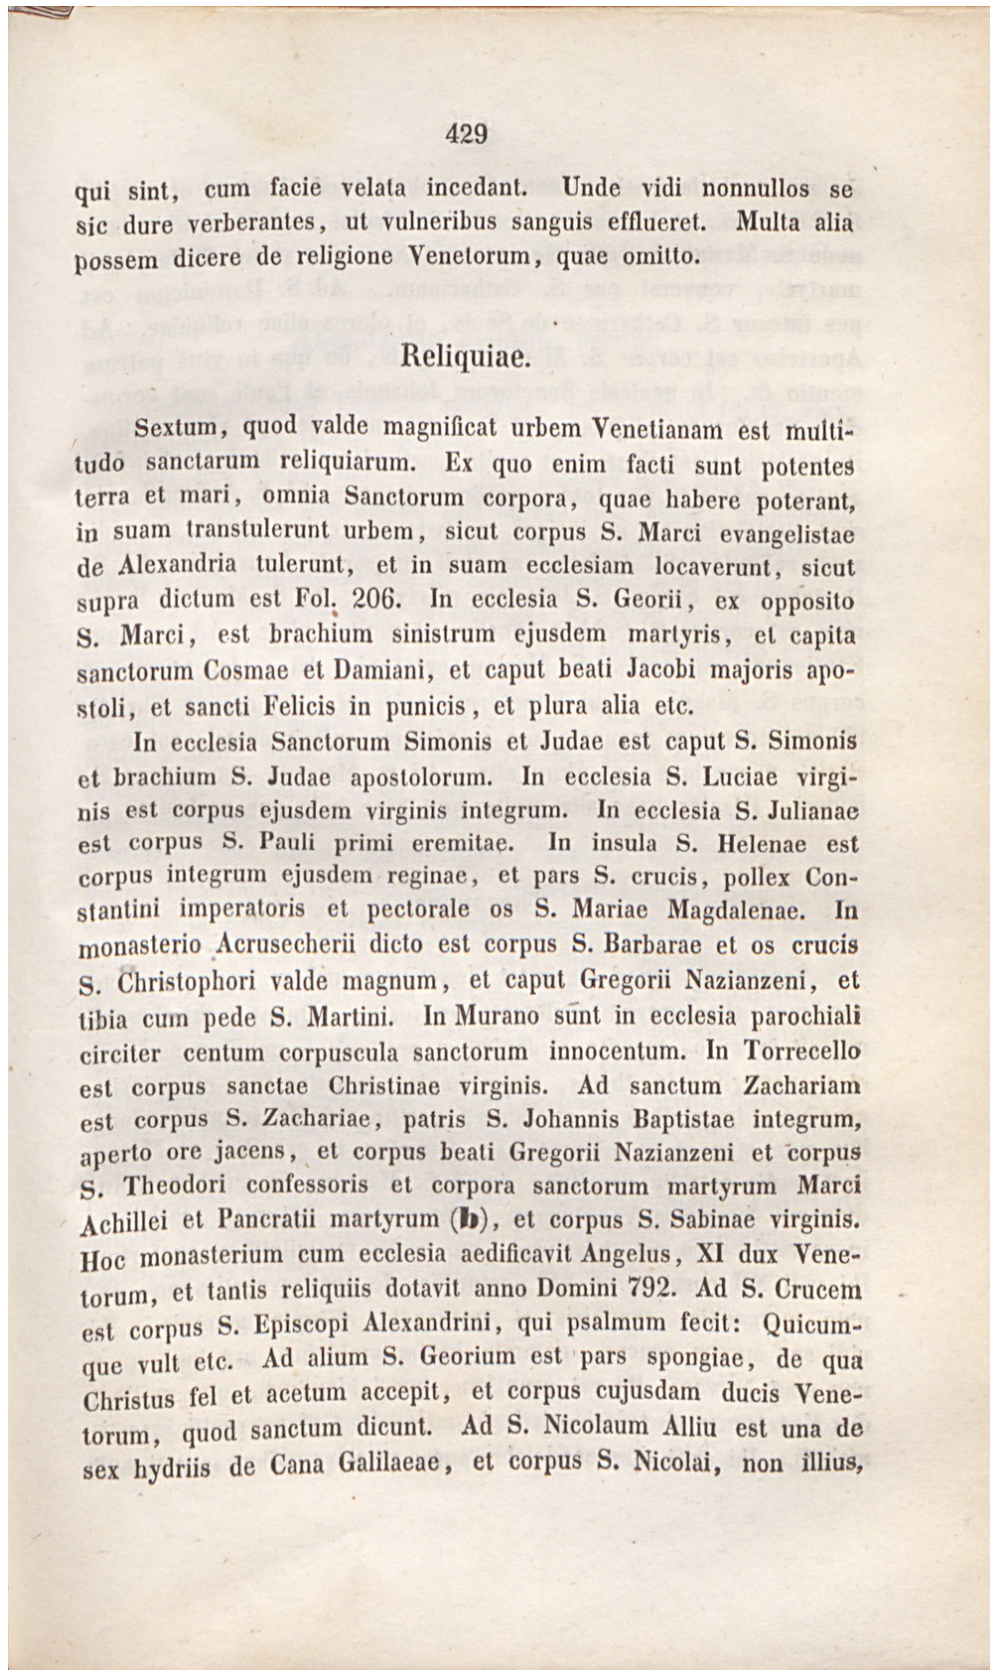 429
qui sint, cum facie velata incedant. Unde vidi nonnullos se
sic dure verberantes, ut vulneribus sanguis efflueret. Multa alia
possem dicere de religione Venetorum, quae omitto.
Reliquiae.
Sextum, quod valde magnificat urbem Venetianam est multi-
tudo sanctarum reliquiarum. Ex quo enim facti sunt potentes
terra et mari, omnia Sanctorum corpora, quae habere poterant,
in suam transtulerunt urbem, sicut corpus S. Marci evangelistae
de Alexandria tulerunt, et in suam ecclesiam locaverunt, sicut
supra dictum est Fol. 206. In ecclesia S. Georii, ex opposito
S. Marci, est brachium sinistrum ejusdem martyris, et capita
sanctorum Cosmae et Damiani, et caput beati Jacobi majoris apo-
stoli, et sancti Felicis in punicis, et plura alia etc.
In ecclesia Sanctorum Simonis et Judae est caput S. Simonis
et brachium S. Judae apostolorum. In ecclesia S. Luciae virgi-
nis est corpus ejusdem virginis integrum. In ecclesia S. Julianae
est corpus S. Pauli primi eremitae. In insula S. Helenae est
corpus integrum ejusdem reginae, et pars S. crucis, pollex Con-
stantini imperatoris et pectorale os S. Mariae Magdalenae. In
monasterio Acrusecherii dicto est corpus S. Barbarae et os crucis
S. Christophori valde magnum, et caput Gregorii Nazianzeni, et
tibia cum pede S. Martini. In Murano sunt in ecclesia parochiali
circiter centum corpuscula sanctorum innocentum. In Torrecello
est corpus sanctae Christinae virginis. Ad sanctum Zachariam
est corpus S. Zachariae, patris S. Johannis Baptistae integrum,
aperto ore jacens, et corpus beati Gregorii Nazianzeni et corpus
S. Theodori confessoris et corpora sanctorum martyrum Marci
Achillei et Pancratii martyrum (b), et corpus S. Sabinae virginis.
Hoc monasterium cum ecclesia aedificavit Angelus, XI dux Vene-
torum, et tantis reliquiis dotavit anno Domini 792. Ad S. Crucem
est corpus S. Episcopi Alexandrini, qui psalmum fecit: Quicum-
que vult etc. Ad alium S. Georium est pars spongiae, de qua
Christus fel et acetum accepit, et corpus cujusdam ducis Vene-
torum, quod sanctum dicunt. Ad S. Nicolaum Alliu est una de
sex hydriis de Cana Galilaeae, et corpus S. Nicolai, non illius,